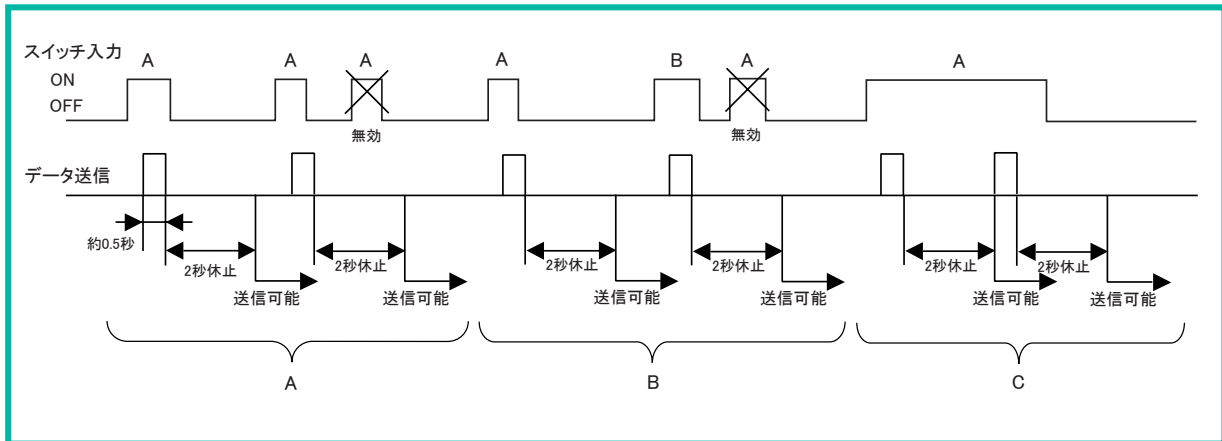 スイッチ入力
A A A A B A A
ON
OFF
無効 無効
データ送信
約0.5秒
2秒休止 2秒休止 2秒休止 2秒休止 2秒休止 2秒休止
送信可能 送信可能 送信可能 送信可能 送信可能 送信可能
A B C